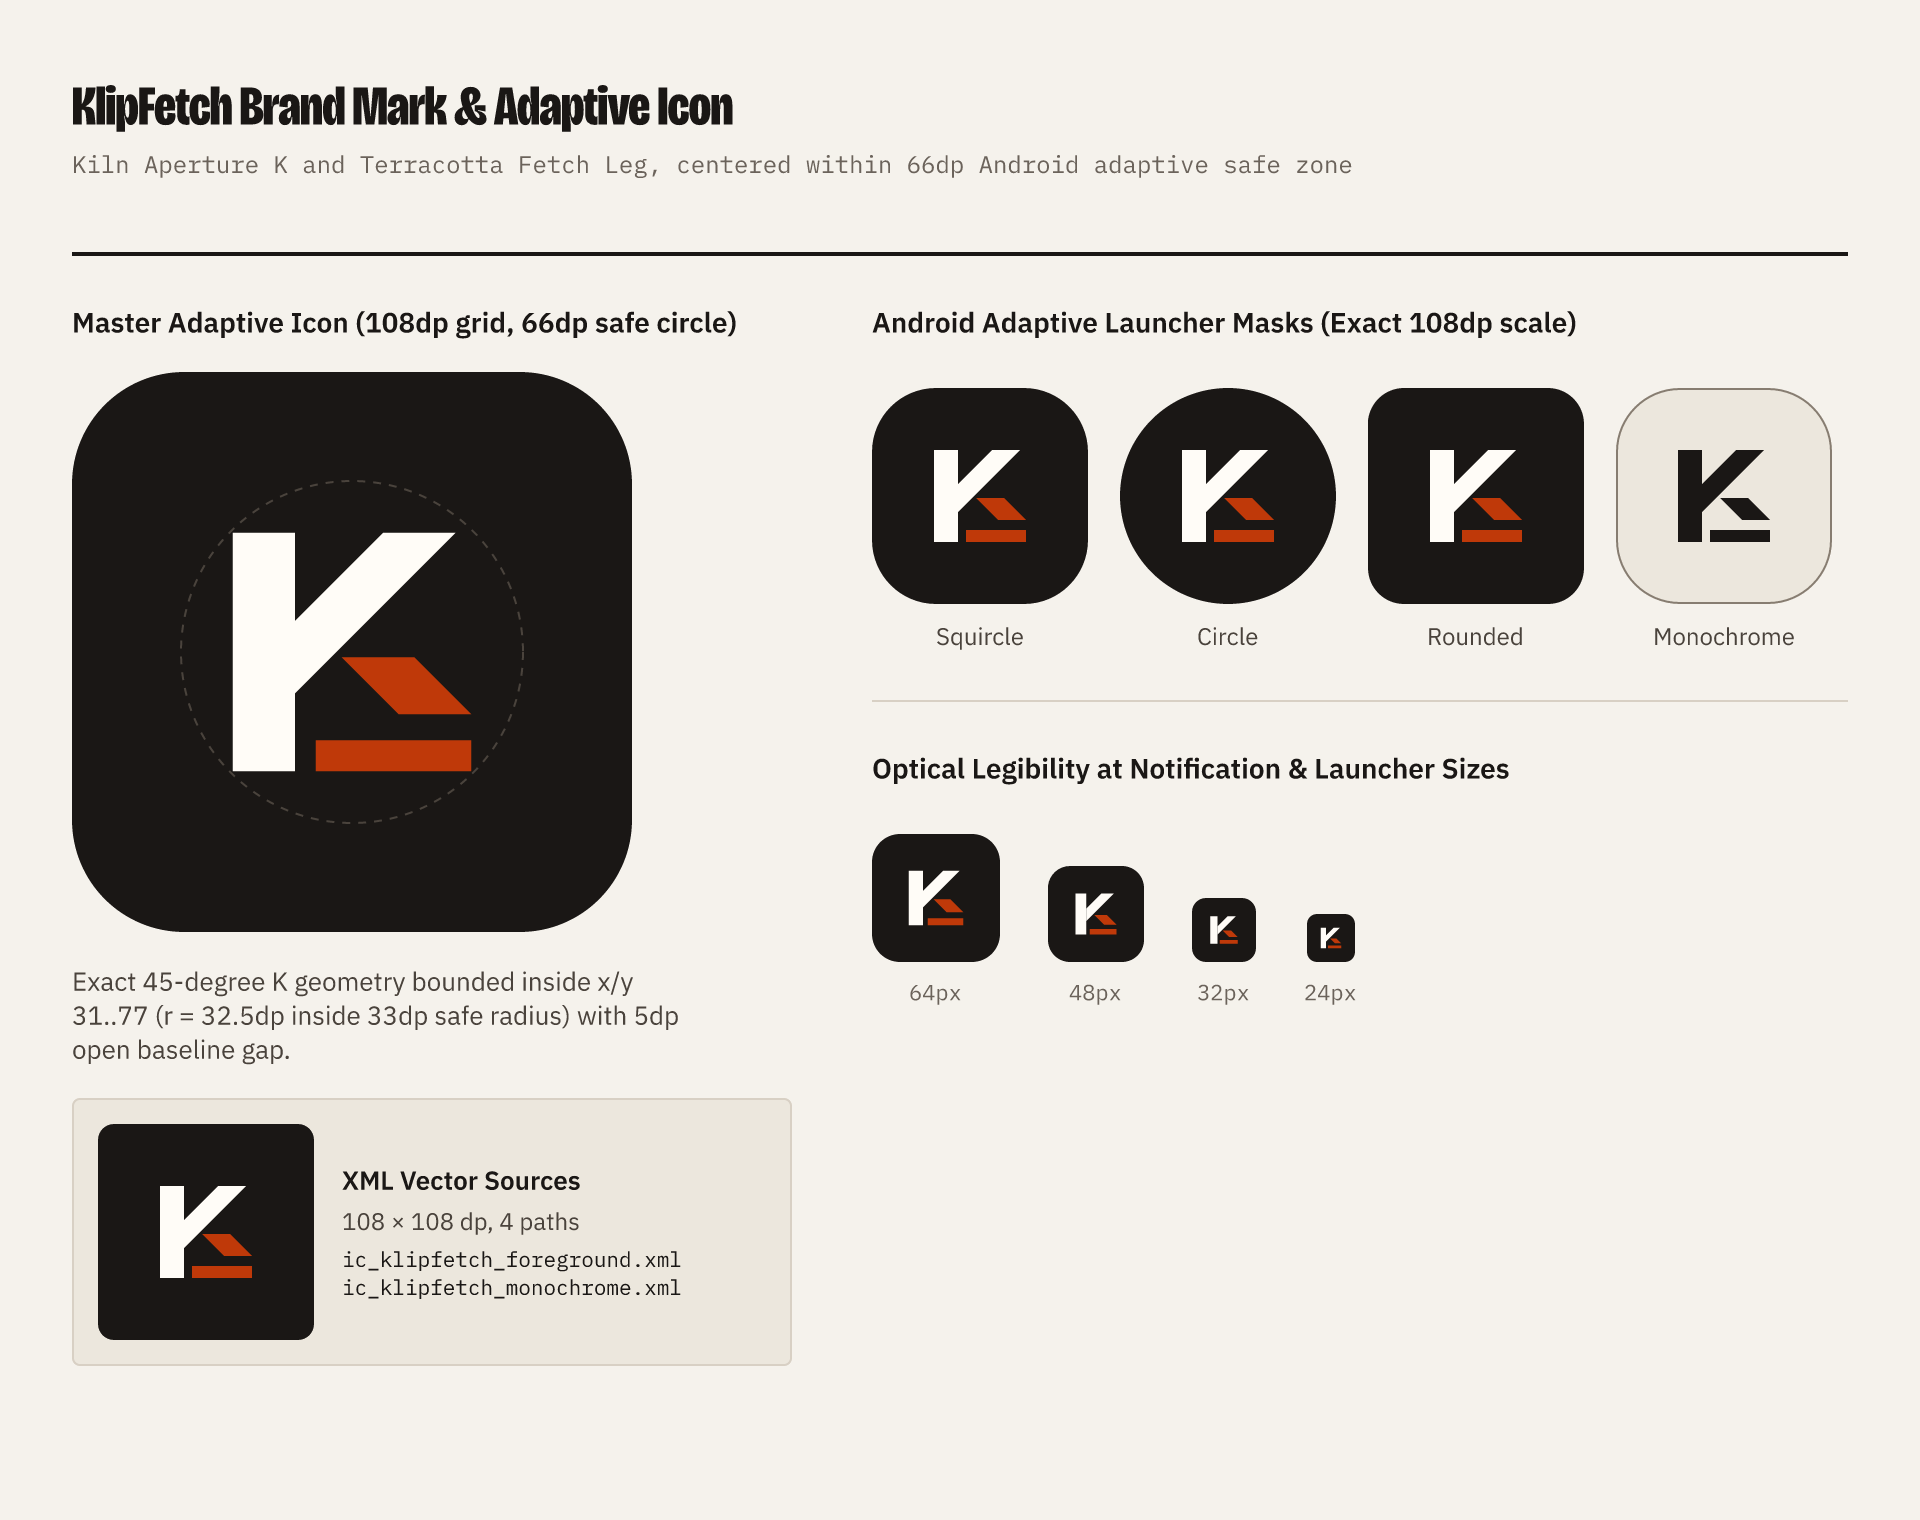 KlipFetch Brand Mark & Adaptive Icon
Kiln Aperture K and Terracotta Fetch Leg, centered within 66dp Android adaptive safe zone
Master Adaptive Icon (108dp grid, 66dp safe circle)
Exact 45-degree K geometry bounded inside x/y
31..77 (r = 32.5dp inside 33dp safe radius) with 5dp
open baseline gap.
XML Vector Sources
108 × 108 dp, 4 paths
ic_klipfetch_foreground.xml
ic_klipfetch_monochrome.xml
Android Adaptive Launcher Masks (Exact 108dp scale)
Squircle
Circle
Rounded
Monochrome
Optical Legibility at Notification & Launcher Sizes
64px
48px
32px
24px